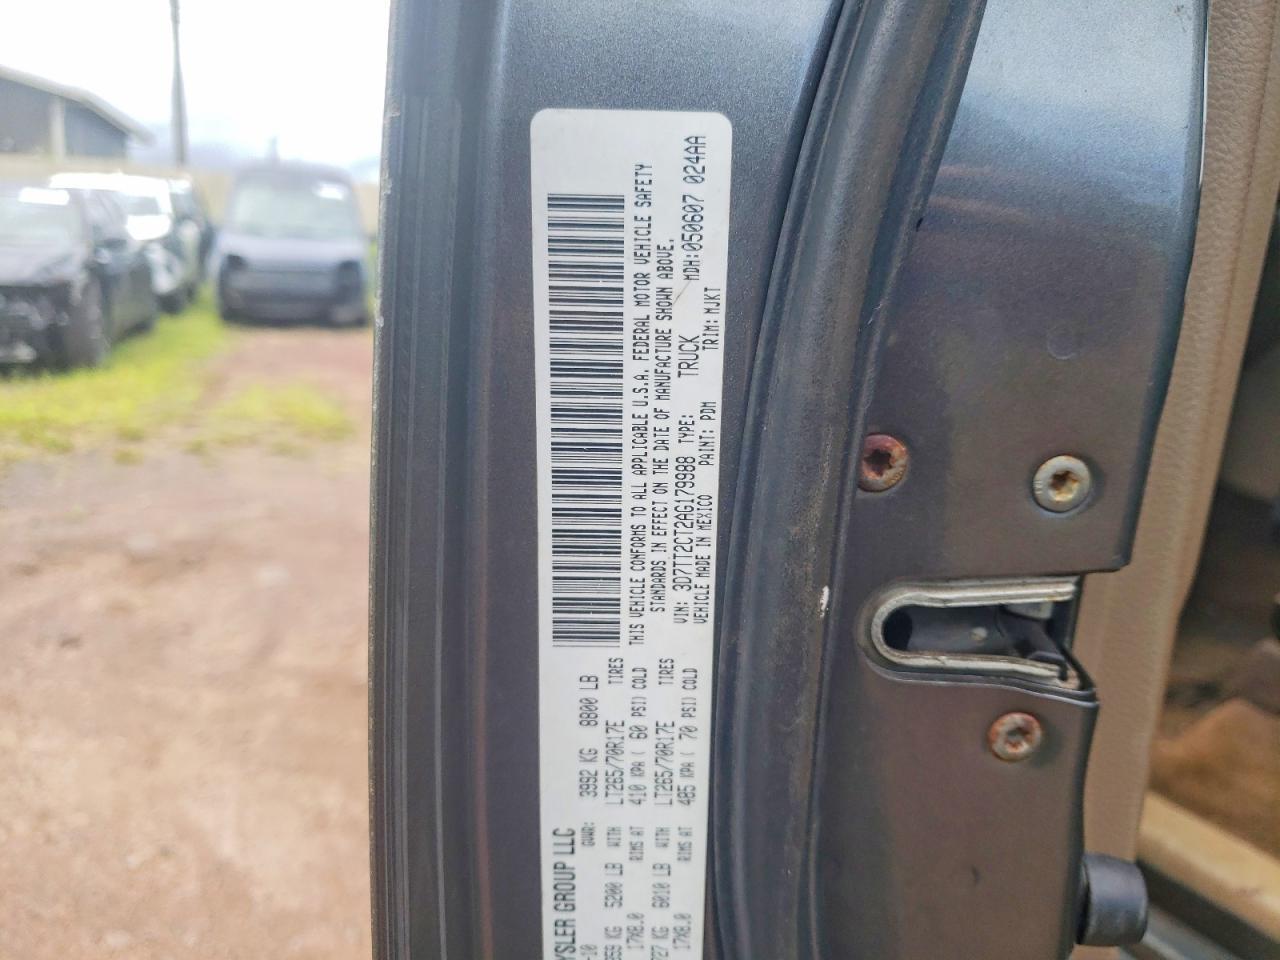 YSLER GROUP LLC
-10 GVWR: 3992 KG 8800 LB
359 KG 5200 LB WITH LT265/70R17E TIRES
17X8.0 RIMS AT 410 KPA ( 60 PSI) COLD
727 KG 6010 LB WITH LT265/70R17E TIRES
17X8.0 RIMS AT 485 KPA ( 70 PSI) COLD
THIS VEHICLE CONFORMS TO ALL APPLICABLE U.S.A. FEDERAL MOTOR VEHICLE SAFETY
STANDARDS IN EFFECT ON THE DATE OF MANUFACTURE SHOWN ABOVE.
VIN: 3D7TT2CT2AG179988 TYPE: TRUCK MDH:050607 024AA
VEHICLE MADE IN MEXICO PAINT: PDM TRIM: MJKT